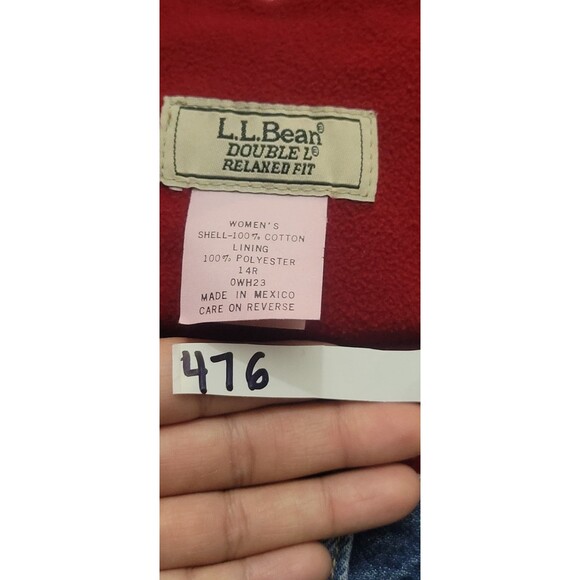 L.L.Bean®
DOUBLE L®
RELAXED FIT
WOMEN'S
SHELL-100% COTTON
LINING
100% POLYESTER
14R
0WH23
MADE IN MEXICO
CARE ON REVERSE
476